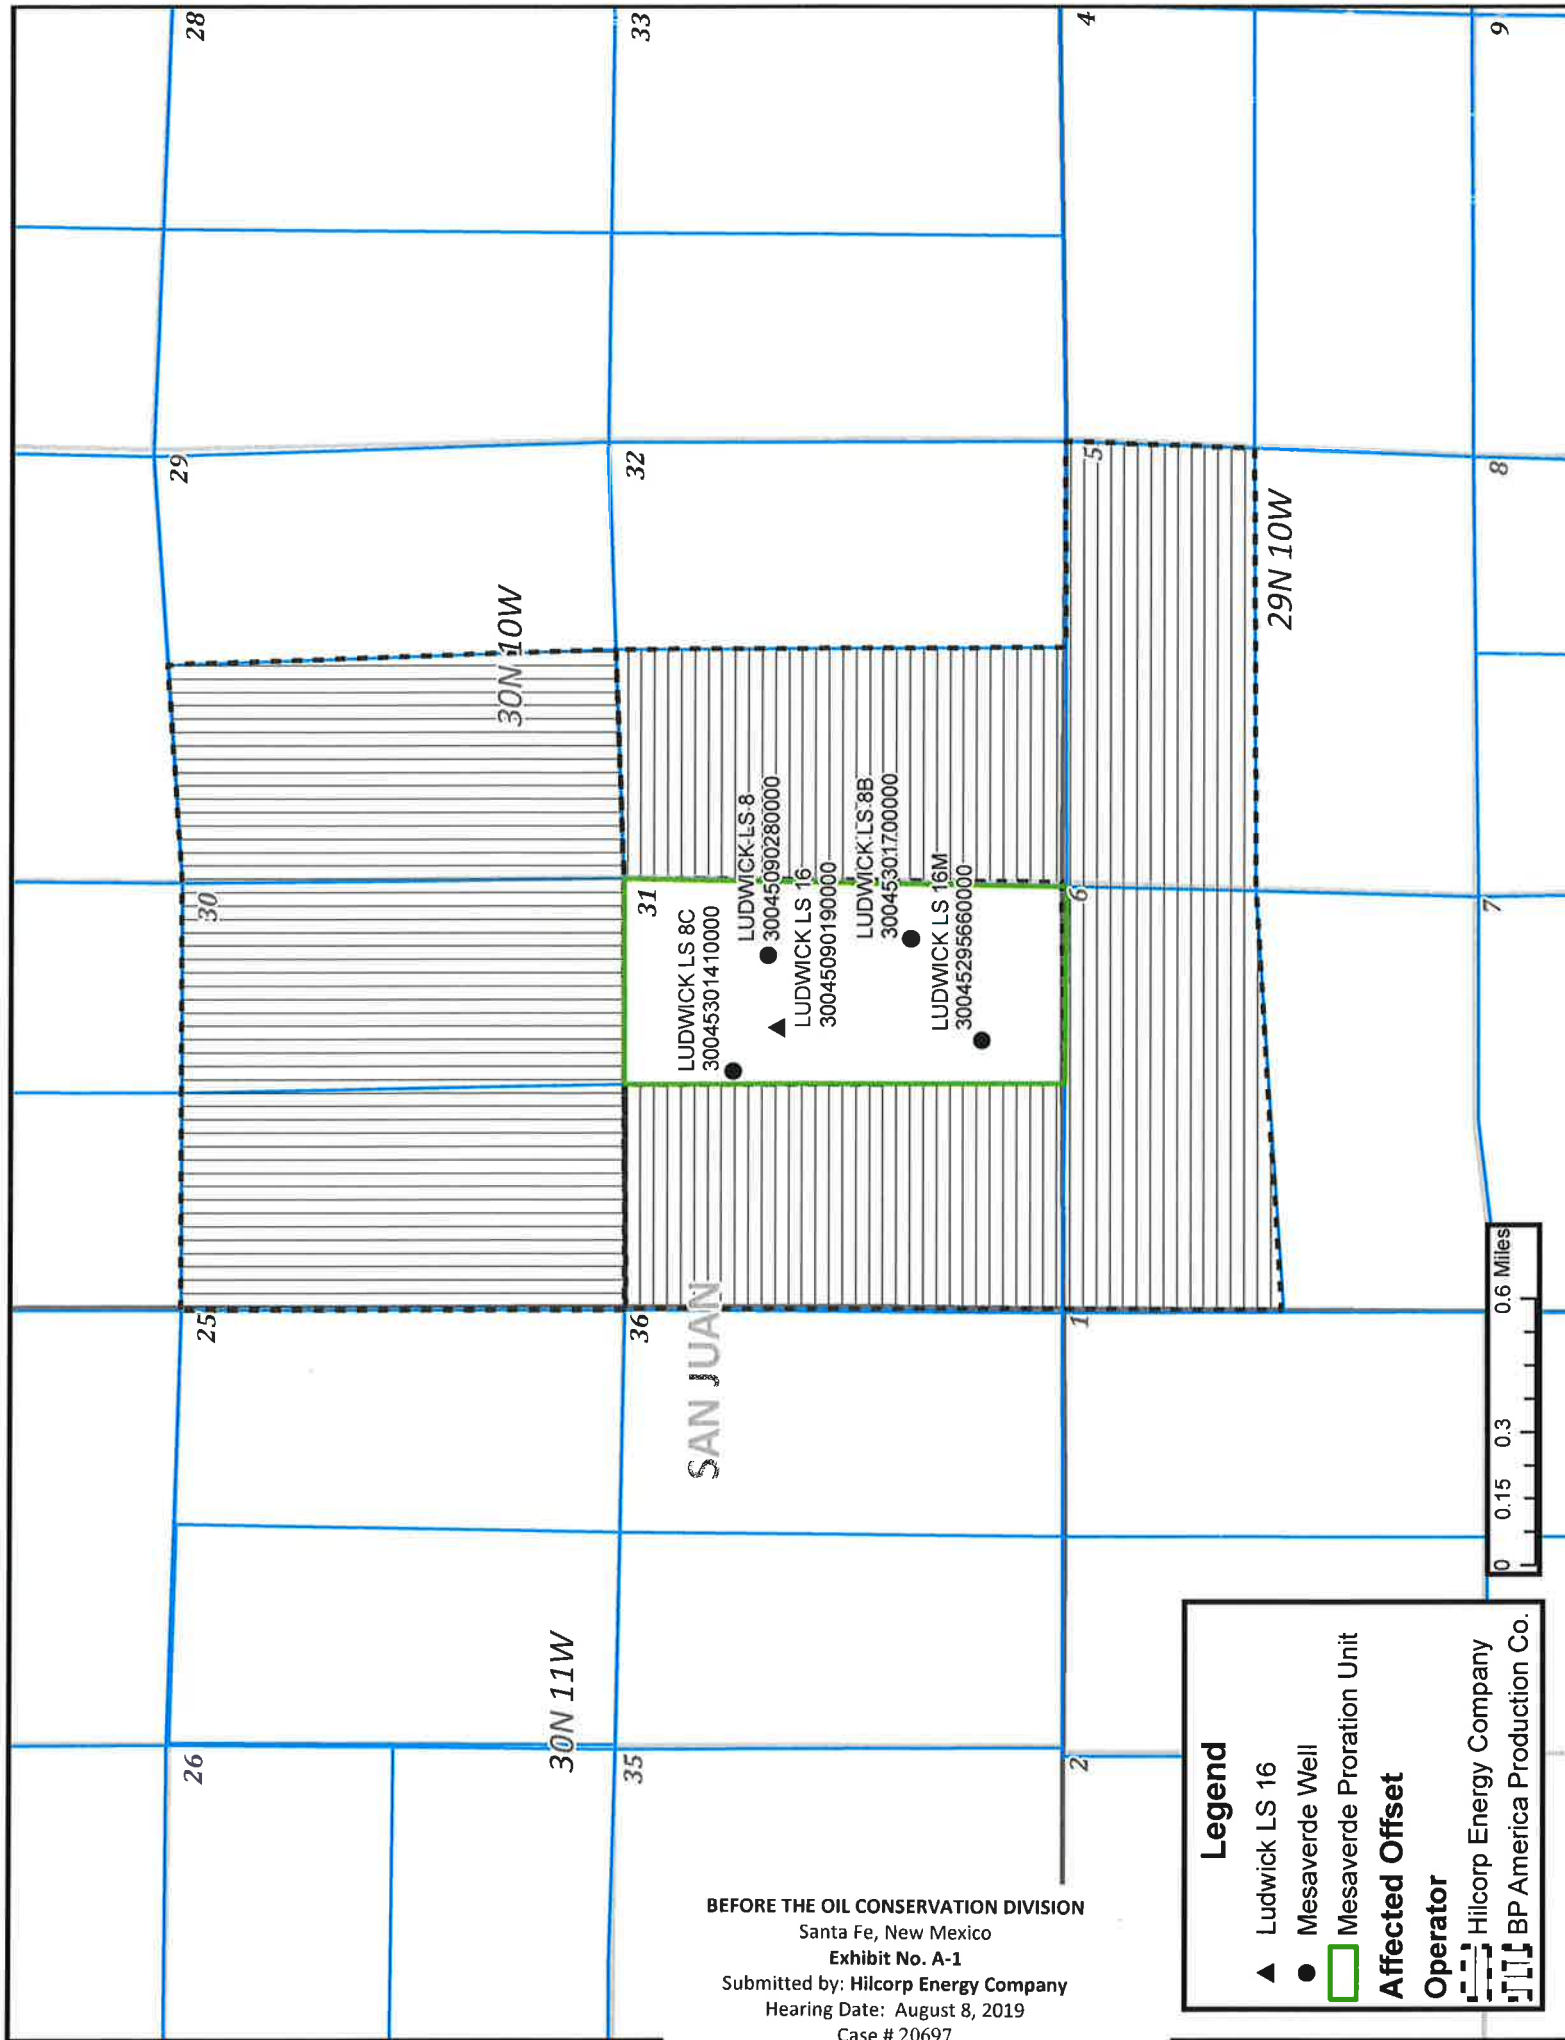 28
33
4
9
29
32
5
8
30N 10W
29N 10W
30
31
6
7
LUDWICK LS 8C
30045301410000
LUDWICK LS 8
30045090280000
LUDWICK LS 16
30045090190000
LUDWICK LS 8B
30045301700000
LUDWICK LS 16M
30045295660000
25
36
1
SAN JUAN
30N 11W
26
35
2
0 0.15 0.3 0.6 Miles
Legend
Ludwick LS 16
Mesaverde Well
Mesaverde Proration Unit
Affected Offset
Operator
Hilcorp Energy Company
BP America Production Co.
BEFORE THE OIL CONSERVATION DIVISION
Santa Fe, New Mexico
Exhibit No. A-1
Submitted by: Hilcorp Energy Company
Hearing Date: August 8, 2019
Case # 20697